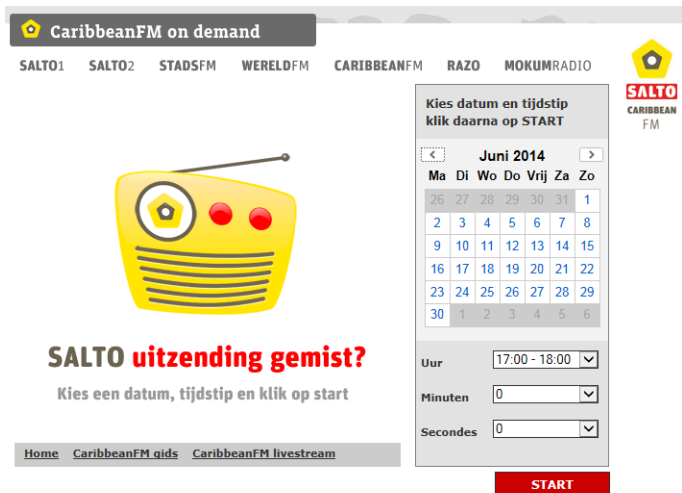 CaribbeanFM on demand
SALTO1 SALTO2 STADSFM WERELDFM CARIBBEANFM RAZO MOKUMRADIO
SALTO
CARIBBEAN
FM
Kies datum en tijdstip
klik daarna op START
< Juni 2014 >
Ma Di Wo Do Vrij Za Zo
26 27 28 29 30 31 1
2 3 4 5 6 7 8
9 10 11 12 13 14 15
16 17 18 19 20 21 22
23 24 25 26 27 28 29
30 1 2 3 4 5 6
SALTO uitzending gemist?
Kies een datum, tijdstip en klik op start
Uur 17:00 - 18:00
Minuten 0
Secondes 0
Home CaribbeanFM gids CaribbeanFM livestream
START